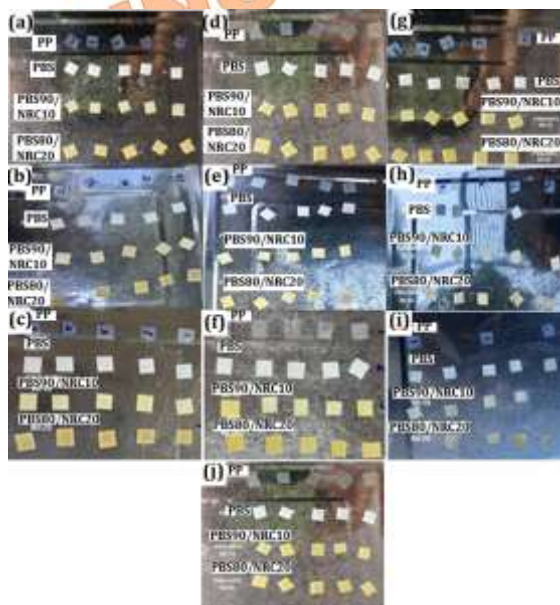 (a)
PP
PBS
PBS90/
NRC10
PBS80/
NRC20
(b)
PP
PBS
PBS90/
NRC10
PBS80/
NRC20
(c)
PP
PBS
PBS90/NRC10
PBS80/NRC20
(d)
PP
PBS
PBS90/
NRC10
PBS80/
NRC20
(e)
PP
PBS
PBS90/NRC10
PBS80/NRC20
(f)
PP
PBS
PBS90/NRC10
PBS80/NRC20
(g)
PP
PBS
PBS90/NRC10
PBS80/NRC20
(h)
PP
PBS
PBS90/NRC10
PBS80/NRC20
(i)
PP
PBS
PBS90/NRC10
PBS80/NRC20
(j)
PP
PBS
PBS90/NRC10
PBS80/NRC20